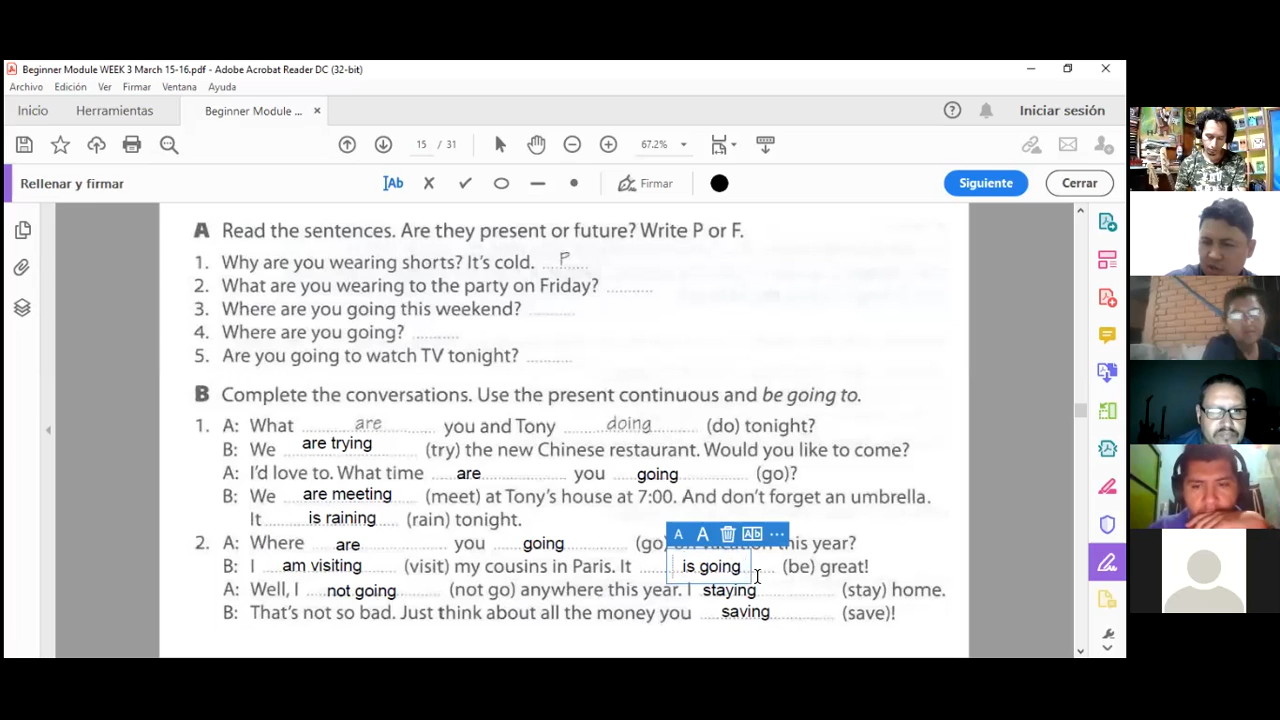 Beginner Module WEEK 3 March 15-16.pdf - Adobe Acrobat Reader DC (32-bit)
Archivo Edición Ver Firmar Ventana Ayuda
Inicio Herramientas Beginner Module ... × Iniciar sesión
15 / 31 67.2%
Rellenar y firmar Ab Firmar Siguiente Cerrar
A Read the sentences. Are they present or future? Write P or F.
1. Why are you wearing shorts? It's cold. P
2. What are you wearing to the party on Friday? ..........
3. Where are you going this weekend? ..........
4. Where are you going? ..........
5. Are you going to watch TV tonight? ..........
B Complete the conversations. Use the present continuous and be going to.
1. A: What are you and Tony doing (do) tonight?
B: We are trying (try) the new Chinese restaurant. Would you like to come?
A: I'd love to. What time are you going (go)?
B: We are meeting (meet) at Tony's house at 7:00. And don't forget an umbrella.
It is raining (rain) tonight.
A A Ab ...
2. A: Where are you going (go) on vacation this year?
B: I am visiting (visit) my cousins in Paris. It is going (be) great!
A: Well, I not going (not go) anywhere this year. I staying (stay) home.
B: That's not so bad. Just think about all the money you saving (save)!